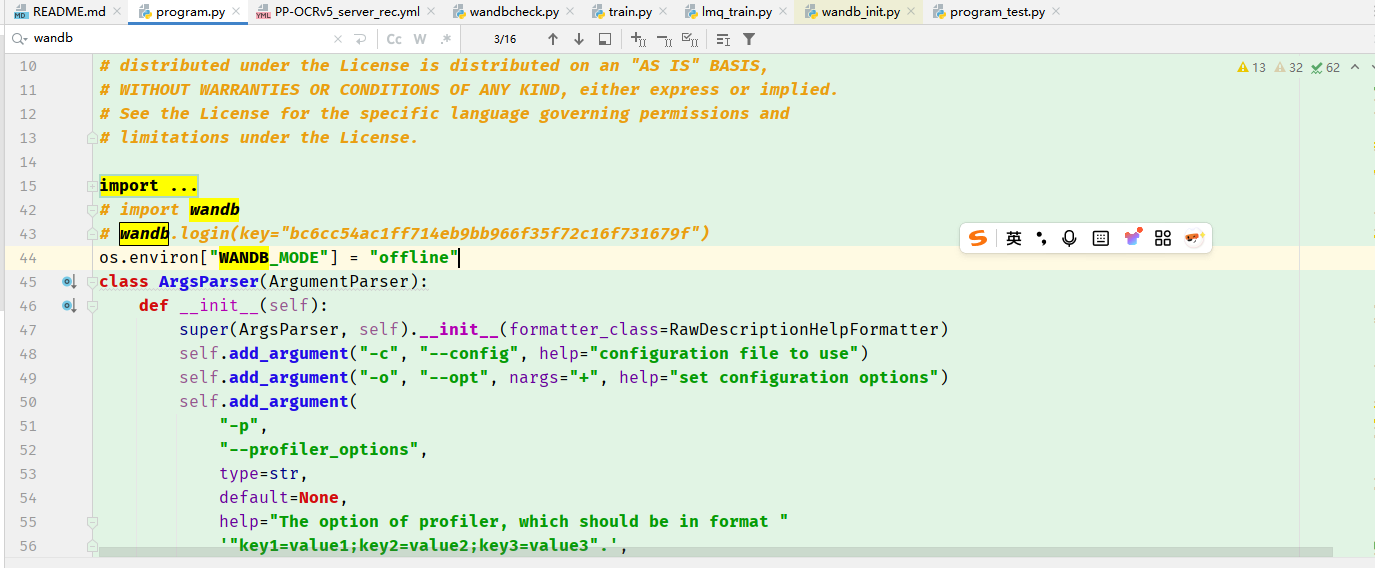 README.md
program.py
PP-OCRv5_server_rec.yml
wandbcheck.py
train.py
lmq_train.py
wandb_init.py
program_test.py
wandb
Cc
W
.*
3/16
13
32
62
10 # distributed under the License is distributed on an "AS IS" BASIS,
11 # WITHOUT WARRANTIES OR CONDITIONS OF ANY KIND, either express or implied.
12 # See the License for the specific language governing permissions and
13 # limitations under the License.
14
15 import ...
42 # import wandb
43 # wandb.login(key="bc6cc54ac1ff714eb9bb966f35f72c16f731679f")
44 os.environ["WANDB_MODE"] = "offline"
45 class ArgsParser(ArgumentParser):
46 def __init__(self):
47 super(ArgsParser, self).__init__(formatter_class=RawDescriptionHelpFormatter)
48 self.add_argument("-c", "--config", help="configuration file to use")
49 self.add_argument("-o", "--opt", nargs="+", help="set configuration options")
50 self.add_argument(
51 "-p",
52 "--profiler_options",
53 type=str,
54 default=None,
55 help="The option of profiler, which should be in format "
56 '"key1=value1;key2=value2;key3=value3".',
英